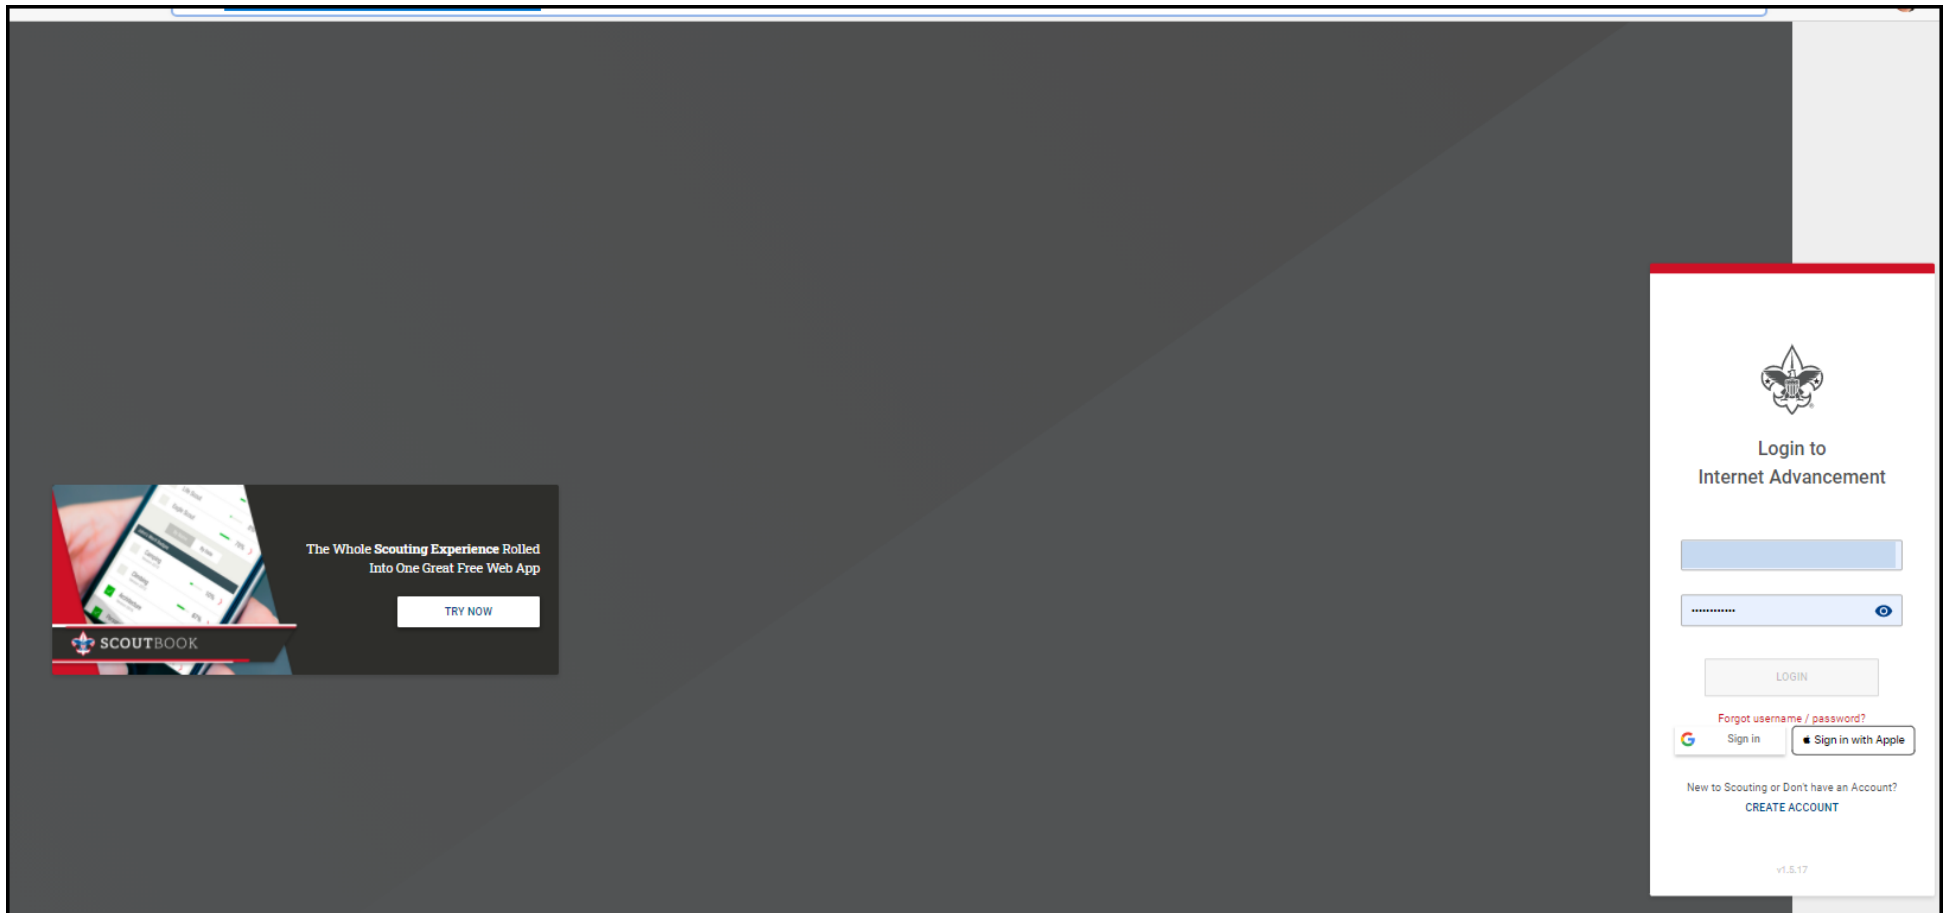 The Whole Scouting Experience Rolled
Into One Great Free Web App
TRY NOW
SCOUTBOOK
Login to
Internet Advancement
LOGIN
Forgot username / password?
Sign in
Sign in with Apple
New to Scouting or Don't have an Account?
CREATE ACCOUNT
v1.5.17